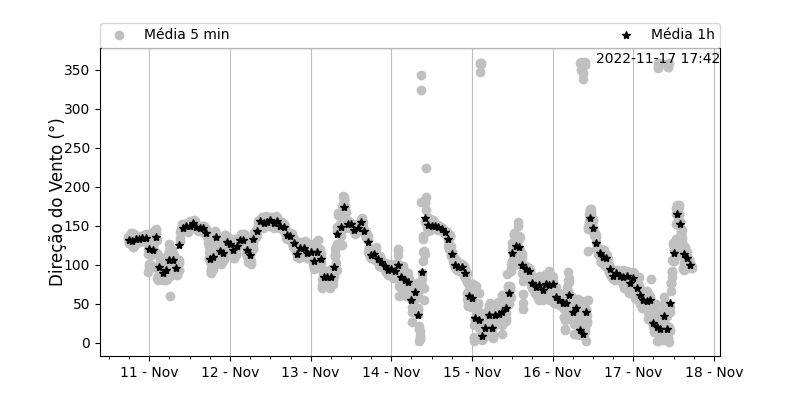 Média 5 min
Média 1h
2022-11-17 17:42
Direção do Vento (°)
350
300
250
200
150
100
50
0
11 - Nov
12 - Nov
13 - Nov
14 - Nov
15 - Nov
16 - Nov
17 - Nov
18 - Nov